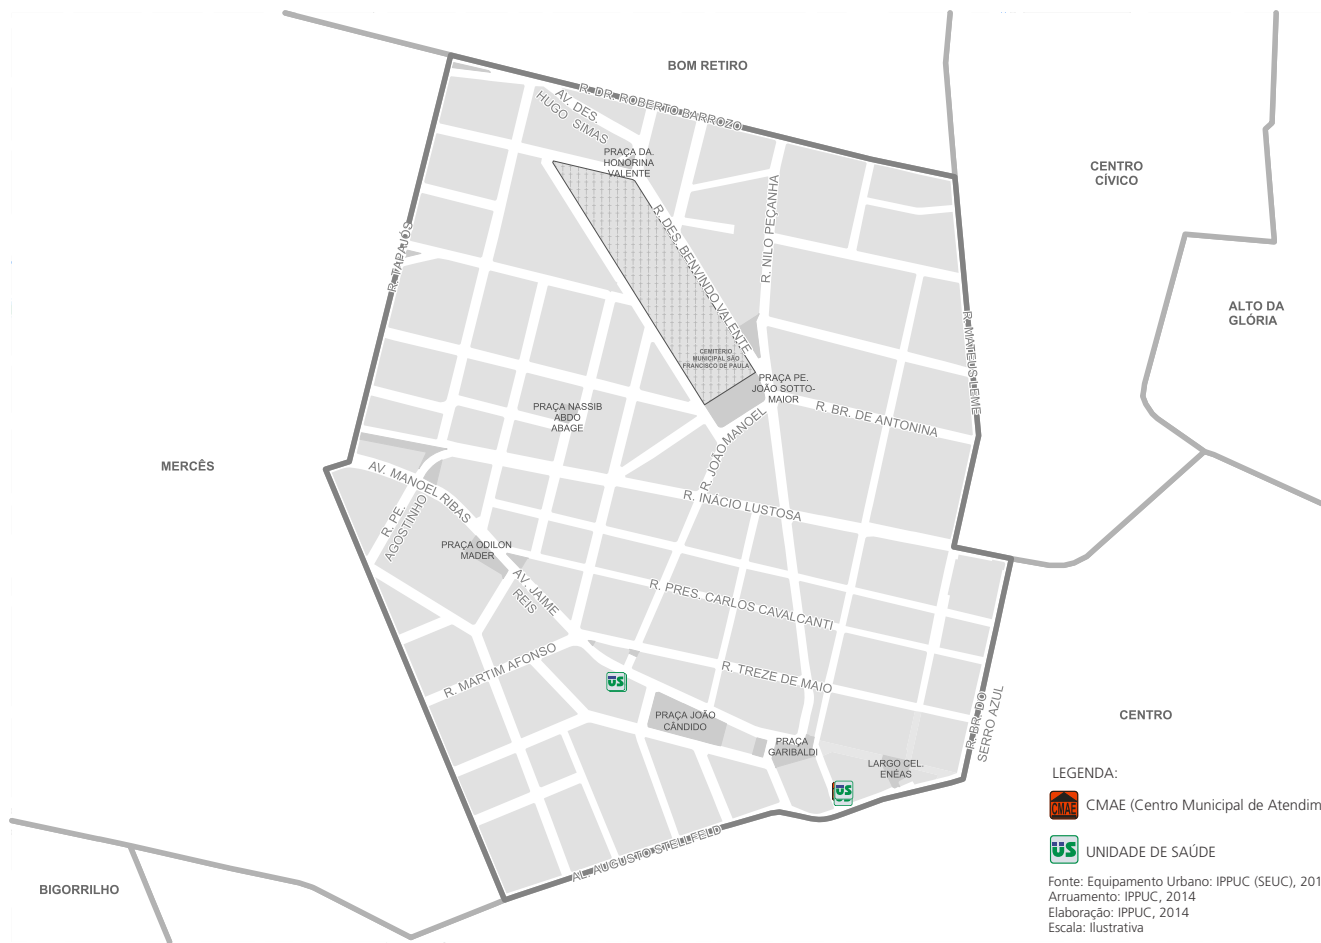 BOM RETIRO
R. DR. ROBERTO BARROZO
AV. DES.
HUGO SIMAS
PRAÇA DA.
HONORINA
VALENTE
CENTRO
CÍVICO
R. NILO PEÇANHA
R. DES. BENVINDO VALENTE
R. TAPAJÓS
ALTO DA
GLÓRIA
R. MATEUS LEME
CEMITÉRIO
MUNICIPAL SÃO
FRANCISCO DE PAULA
PRAÇA PE.
JOÃO SOTTO-
MAIOR
PRAÇA NASSIB
ABDO
ABAGE
R. BR. DE ANTONINA
R. JOÃO MANOEL
MERCÊS
AV. MANOEL RIBAS
R. PE.
AGOSTINHO
R. INÁCIO LUSTOSA
PRAÇA ODILON
MADER
AV. JAIME
REIS
R. PRES. CARLOS CAVALCANTI
R. MARTIM AFONSO
R. TREZE DE MAIO
ÜS
PRAÇA JOÃO
CÂNDIDO
PRAÇA
GARIBALDI
LARGO CEL.
ENÉAS
R. BR. DO
SERRO AZUL
CENTRO
ÜS
AL. AUGUSTO STELLFELD
BIGORRILHO
LEGENDA:
CMAE CMAE (Centro Municipal de Atendim
ÜS UNIDADE DE SAÚDE
Fonte: Equipamento Urbano: IPPUC (SEUC), 201
Arruamento: IPPUC, 2014
Elaboração: IPPUC, 2014
Escala: Ilustrativa